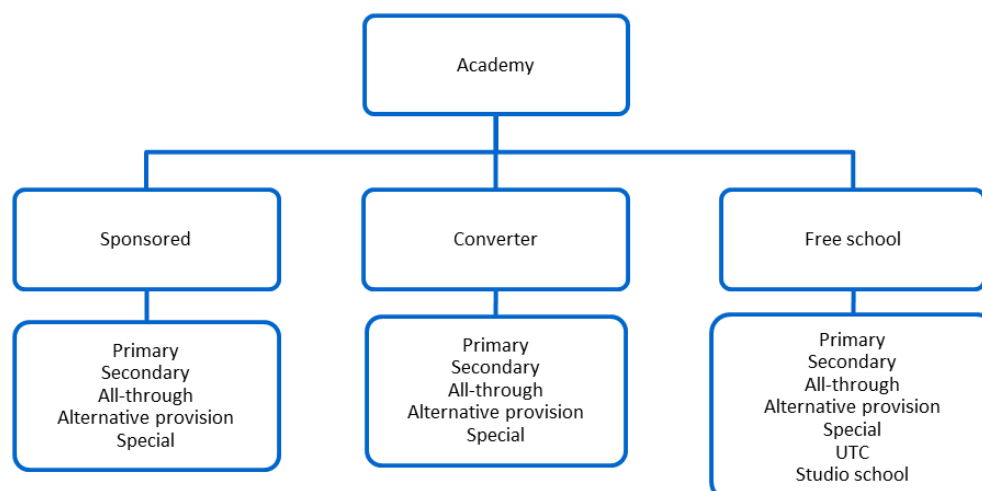 Academy
Sponsored
Converter
Free school
Primary
Secondary
All-through
Alternative provision
Special
Primary
Secondary
All-through
Alternative provision
Special
Primary
Secondary
All-through
Alternative provision
Special
UTC
Studio school